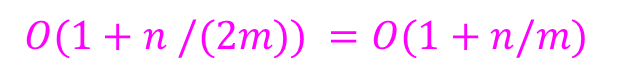 O(1 + n /(2m)) = O(1 + n/m)